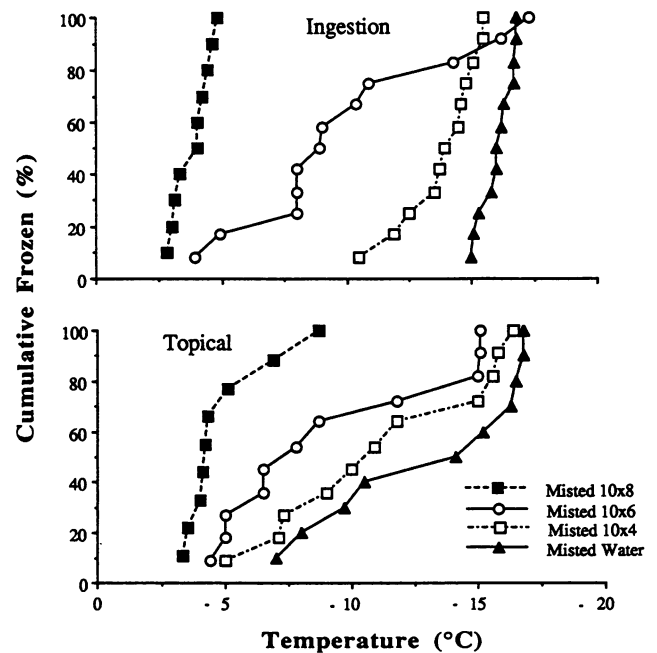 Cumulative Frozen (%)
Ingestion
100
80
60
40
20
0
Topical
100
80
60
40
20
0
Misted 10x8
Misted 10x6
Misted 10x4
Misted Water
0 - 5 - 10 - 15 - 20
Temperature (°C)